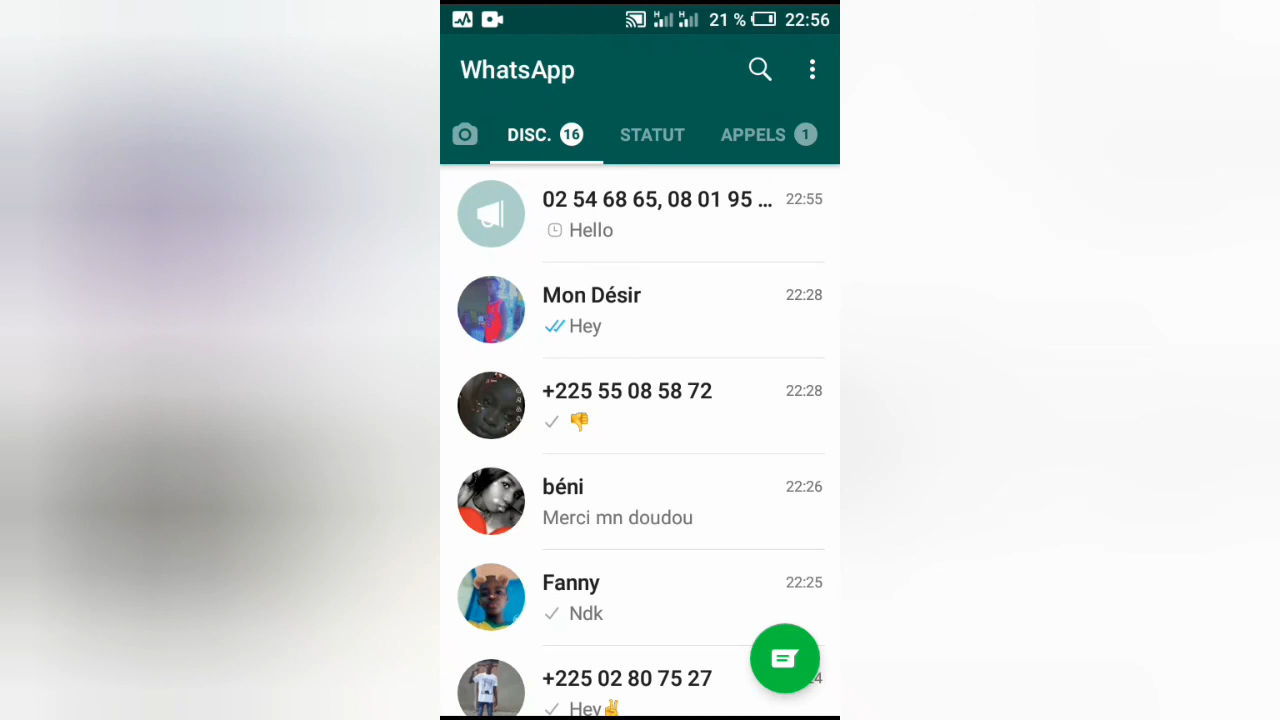 21 % 22:56
WhatsApp
DISC. 16 STATUT APPELS 1
02 54 68 65, 08 01 95 ... 22:55
Hello
Mon Désir 22:28
Hey
+225 55 08 58 72 22:28
👎
béni 22:26
Merci mn doudou
Fanny 22:25
Ndk
+225 02 80 75 27
Hey✌